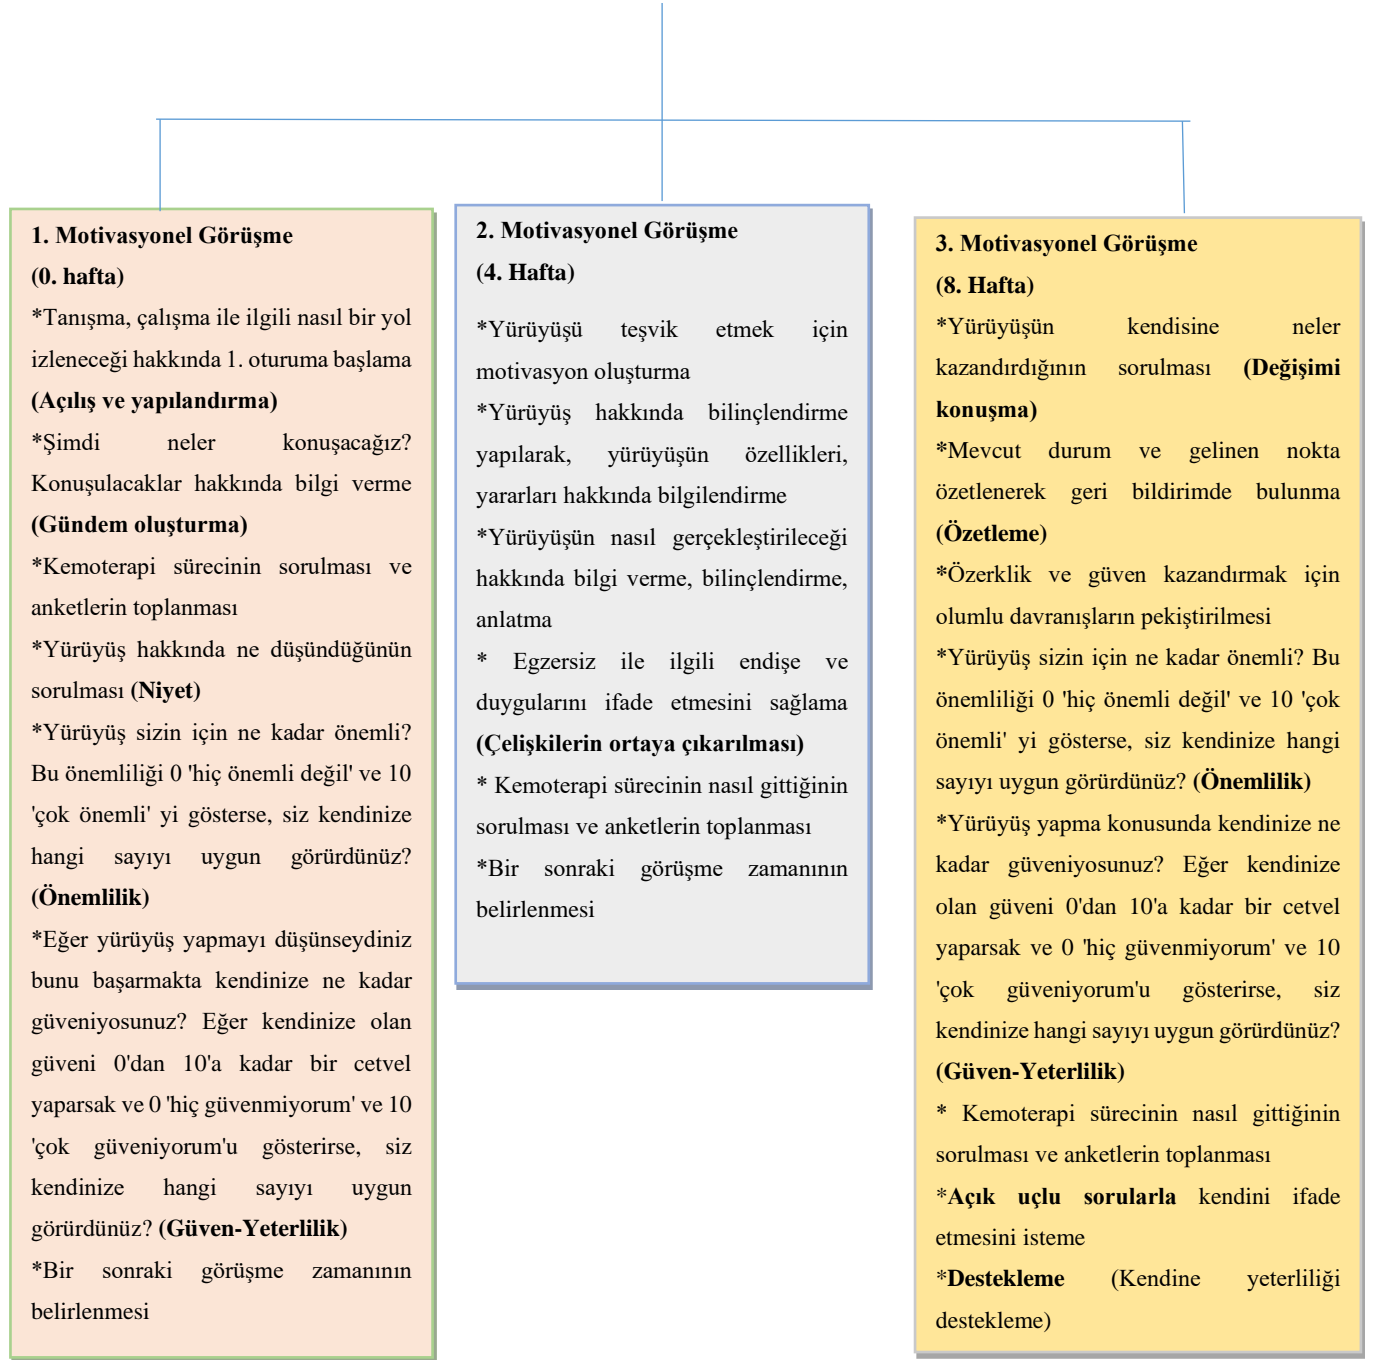 1. Motivasyonel Görüşme
(0. hafta)
*Tanışma, çalışma ile ilgili nasıl bir yol
izleneceği hakkında 1. oturuma başlama
(Açılış ve yapılandırma)
*Şimdi neler konuşacağız?
Konuşulacaklar hakkında bilgi verme
(Gündem oluşturma)
*Kemoterapi sürecinin sorulması ve
anketlerin toplanması
*Yürüyüş hakkında ne düşündüğünün
sorulması (Niyet)
*Yürüyüş sizin için ne kadar önemli?
Bu önemliliği 0 'hiç önemli değil' ve 10
'çok önemli' yi gösterse, siz kendinize
hangi sayıyı uygun görürdünüz?
(Önemlilik)
*Eğer yürüyüş yapmayı düşünseydiniz
bunu başarmakta kendinize ne kadar
güveniyosunuz? Eğer kendinize olan
güveni 0'dan 10'a kadar bir cetvel
yaparsak ve 0 'hiç güvenmiyorum' ve 10
'çok güveniyorum'u gösterirse, siz
kendinize hangi sayıyı uygun
görürdünüz? (Güven-Yeterlilik)
*Bir sonraki görüşme zamanının
belirlenmesi
2. Motivasyonel Görüşme
(4. Hafta)
*Yürüyüşü teşvik etmek için
motivasyon oluşturma
*Yürüyüş hakkında bilinçlendirme
yapılarak, yürüyüşün özellikleri,
yararları hakkında bilgilendirme
*Yürüyüşün nasıl gerçekleştirileceği
hakkında bilgi verme, bilinçlendirme,
anlatma
* Egzersiz ile ilgili endişe ve
duygularını ifade etmesini sağlama
(Çelişkilerin ortaya çıkarılması)
* Kemoterapi sürecinin nasıl gittiğinin
sorulması ve anketlerin toplanması
*Bir sonraki görüşme zamanının
belirlenmesi
3. Motivasyonel Görüşme
(8. Hafta)
*Yürüyüşün kendisine neler
kazandırdığının sorulması (Değişimi
konuşma)
*Mevcut durum ve gelinen nokta
özetlenerek geri bildirimde bulunma
(Özetleme)
*Özerklik ve güven kazandırmak için
olumlu davranışların pekiştirilmesi
*Yürüyüş sizin için ne kadar önemli? Bu
önemliliği 0 'hiç önemli değil' ve 10 'çok
önemli' yi gösterse, siz kendinize hangi
sayıyı uygun görürdünüz? (Önemlilik)
*Yürüyüş yapma konusunda kendinize ne
kadar güveniyosunuz? Eğer kendinize
olan güveni 0'dan 10'a kadar bir cetvel
yaparsak ve 0 'hiç güvenmiyorum' ve 10
'çok güveniyorum'u gösterirse, siz
kendinize hangi sayıyı uygun görürdünüz?
(Güven-Yeterlilik)
* Kemoterapi sürecinin nasıl gittiğinin
sorulması ve anketlerin toplanması
*Açık uçlu sorularla kendini ifade
etmesini isteme
*Destekleme (Kendine yeterliliği
destekleme)